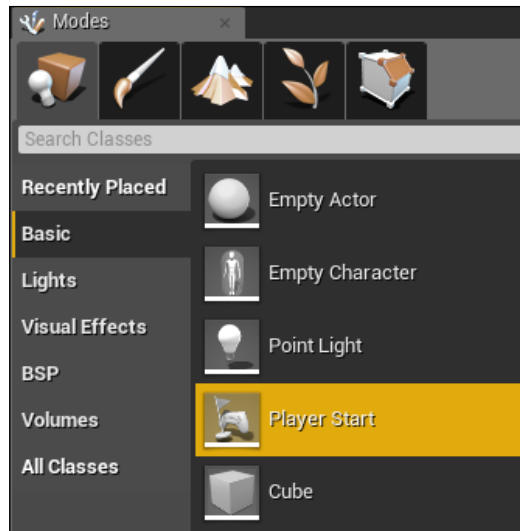 Modes
Search Classes
Recently Placed
Basic
Lights
Visual Effects
BSP
Volumes
All Classes
Empty Actor
Empty Character
Point Light
Player Start
Cube